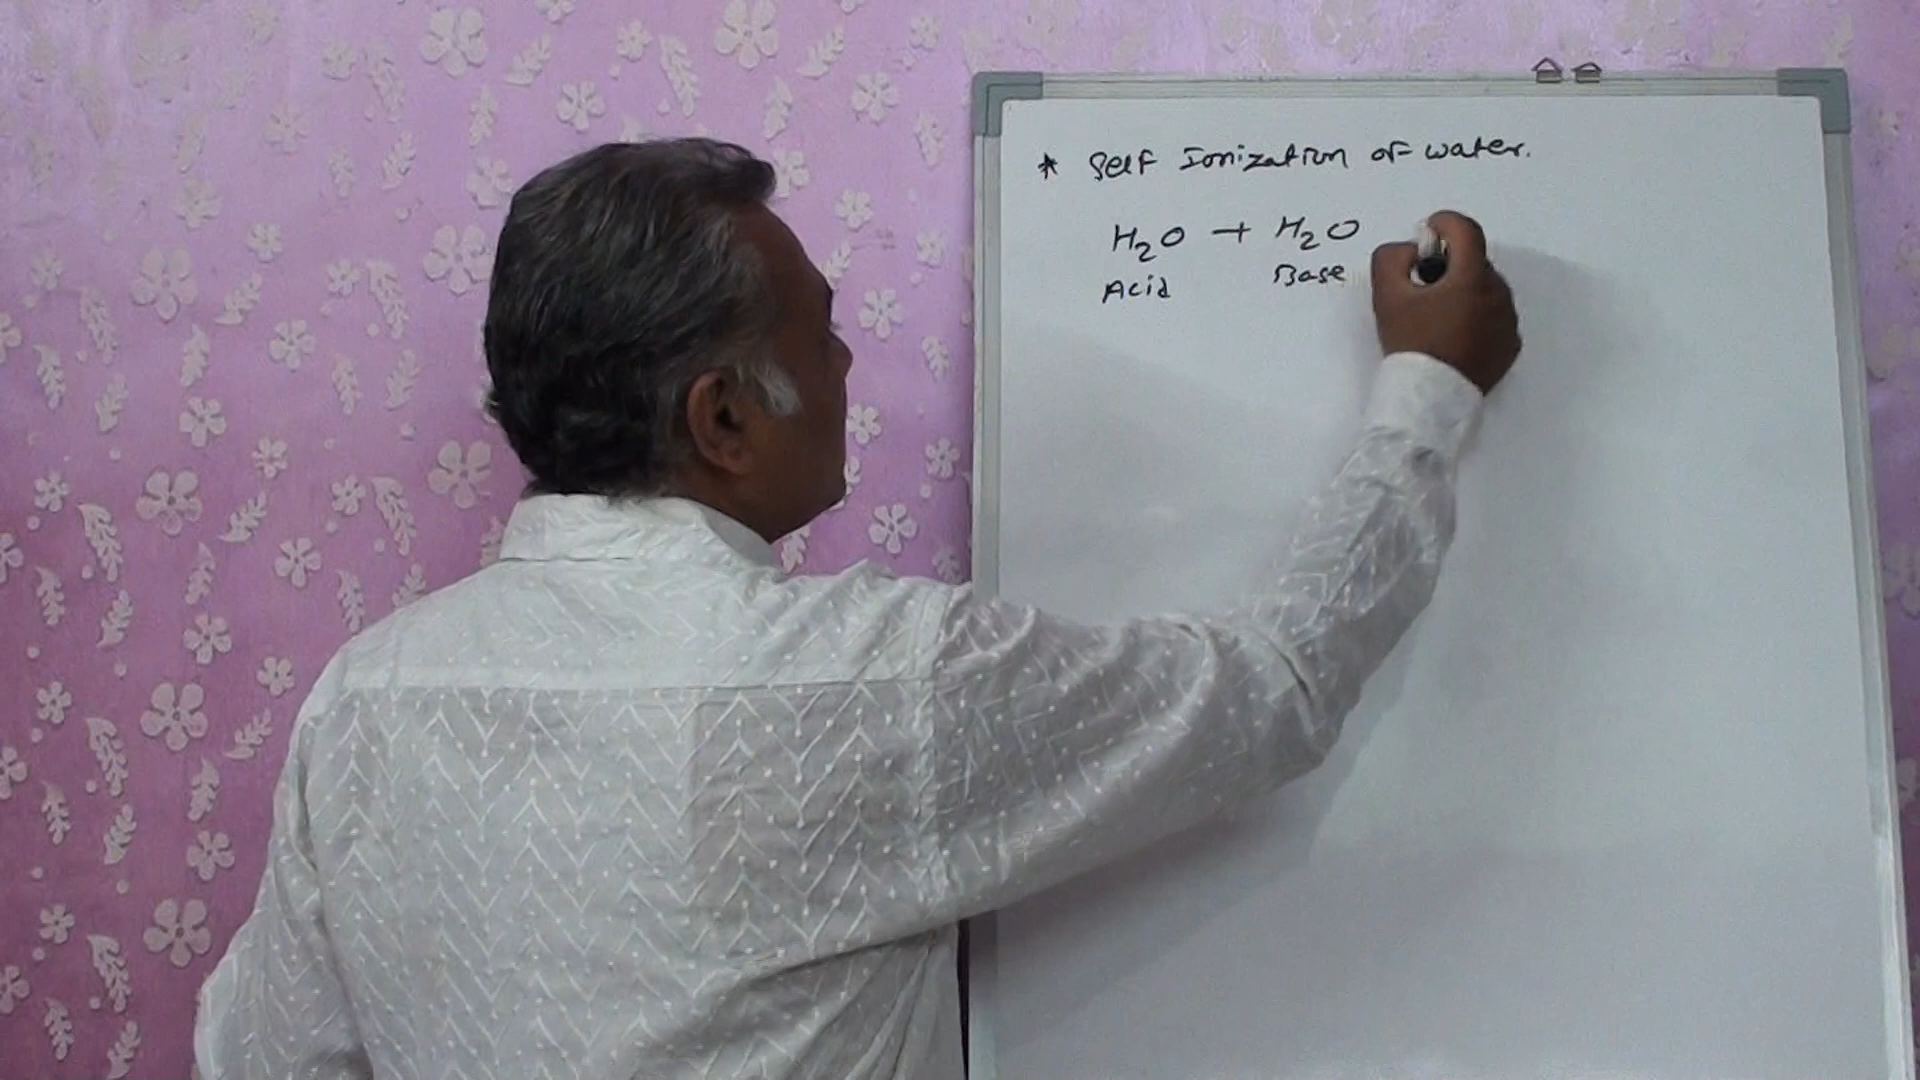 * Self Ionization of water.
H₂O + H₂O
Acid Base